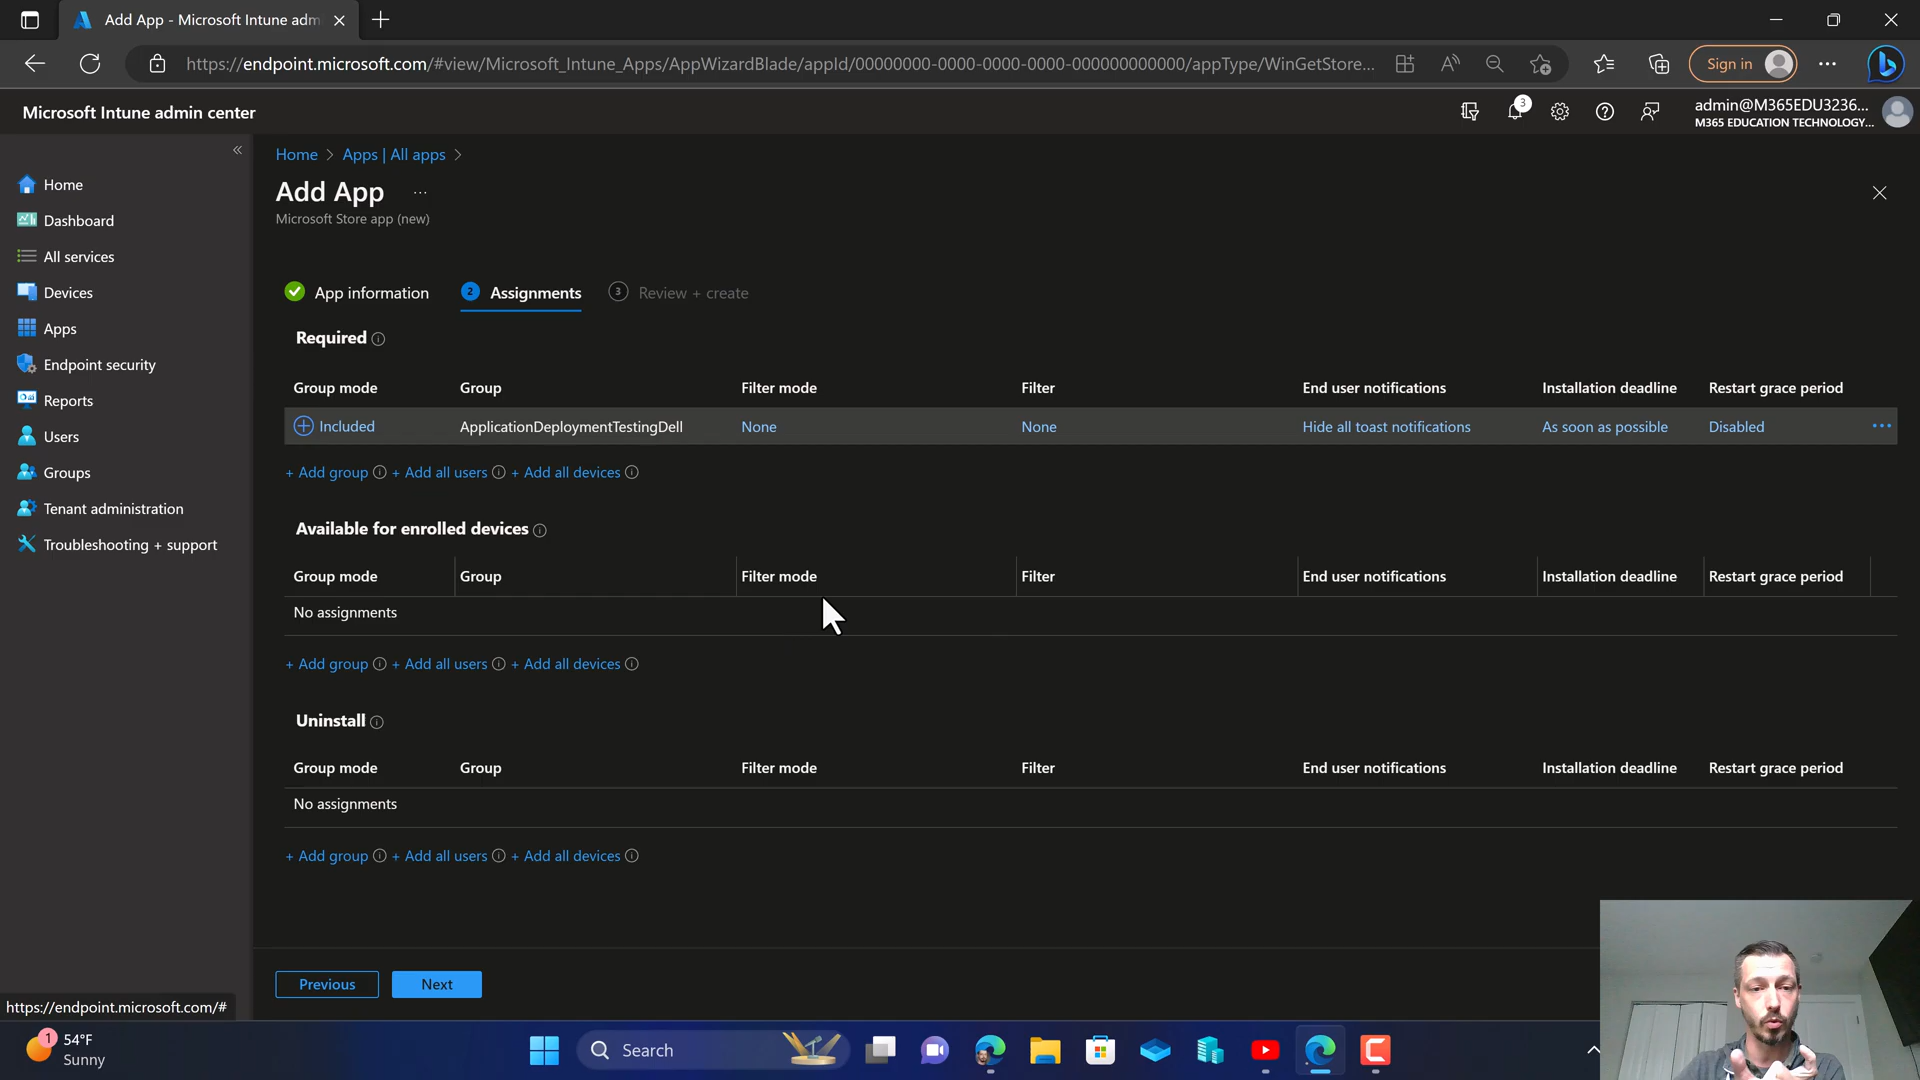 Add App - Microsoft Intune adm
https://endpoint.microsoft.com/#view/Microsoft_Intune_Apps/AppWizardBlade/appId/00000000-0000-0000-0000-000000000000/appType/WinGetStore...
Sign in
Microsoft Intune admin center
3
admin@M365EDU3236...
M365 EDUCATION TECHNOLOGY...
Home
Dashboard
All services
Devices
Apps
Endpoint security
Reports
Users
Groups
Tenant administration
Troubleshooting + support
Home > Apps | All apps >
Add App ...
Microsoft Store app (new)
App information 2 Assignments 3 Review + create
Required
Group mode Group Filter mode Filter End user notifications Installation deadline Restart grace period
Included ApplicationDeploymentTestingDell None None Hide all toast notifications As soon as possible Disabled ...
+ Add group + Add all users + Add all devices
Available for enrolled devices
Group mode Group Filter mode Filter End user notifications Installation deadline Restart grace period
No assignments
+ Add group + Add all users + Add all devices
Uninstall
Group mode Group Filter mode Filter End user notifications Installation deadline Restart grace period
No assignments
+ Add group + Add all users + Add all devices
Previous Next
https://endpoint.microsoft.com/#
1
54°F
Sunny
Search